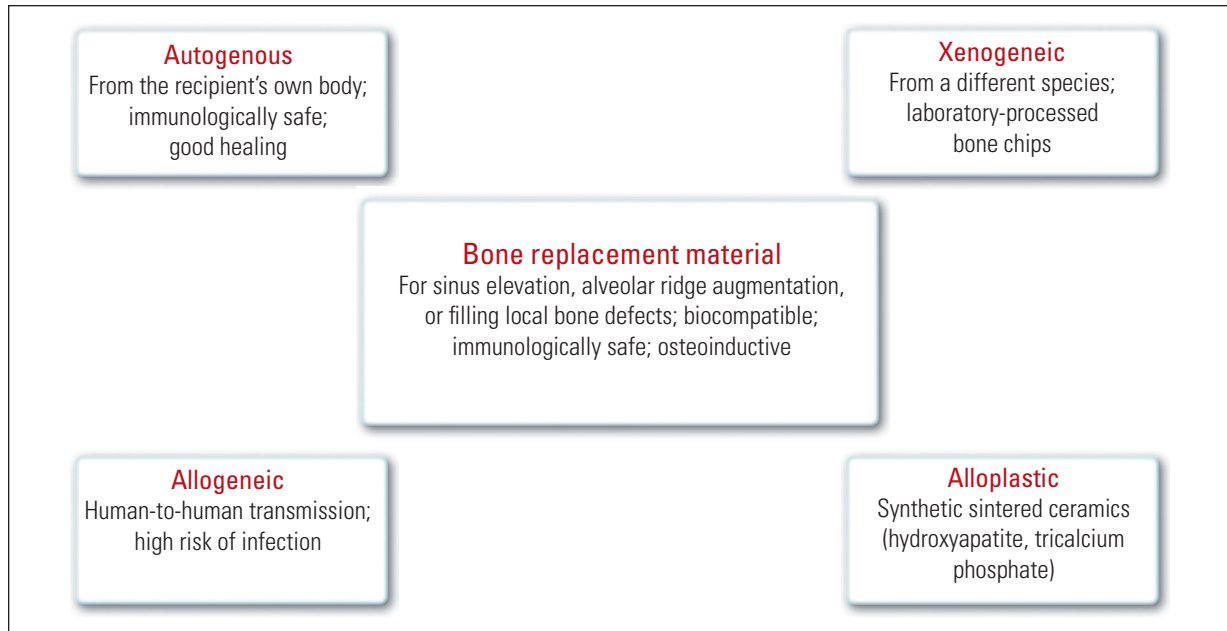 Autogenous
From the recipient's own body;
immunologically safe;
good healing
Xenogeneic
From a different species;
laboratory-processed
bone chips
Bone replacement material
For sinus elevation, alveolar ridge augmentation,
or filling local bone defects; biocompatible;
immunologically safe; osteoinductive
Allogeneic
Human-to-human transmission;
high risk of infection
Alloplastic
Synthetic sintered ceramics
(hydroxyapatite, tricalcium
phosphate)